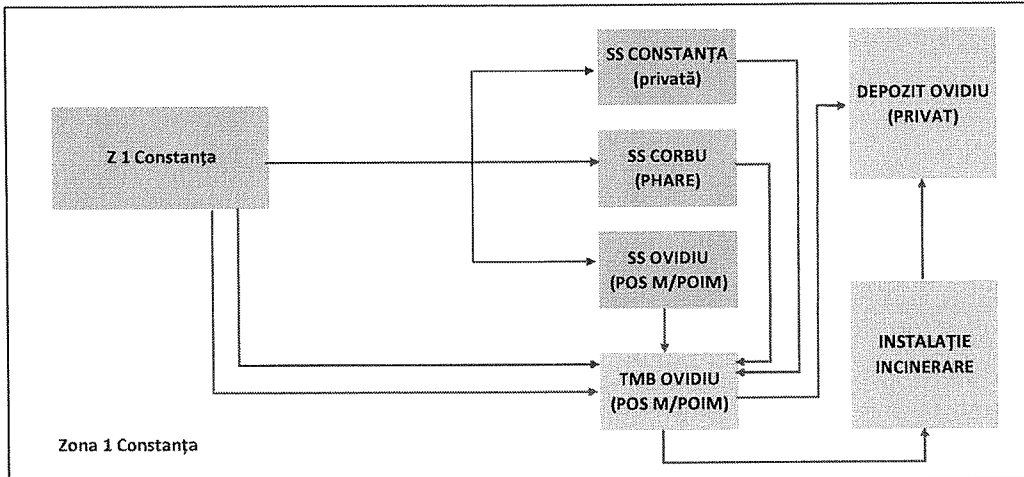 SS CONSTANȚA
(privată)
DEPOZIT OVIDIU
(PRIVAT)
Z 1 Constanța
SS CORBU
(PHARE)
SS OVIDIU
(POS M/POIM)
INSTALAȚIE
INCINERARE
TMB OVIDIU
(POS M/POIM)
Zona 1 Constanța